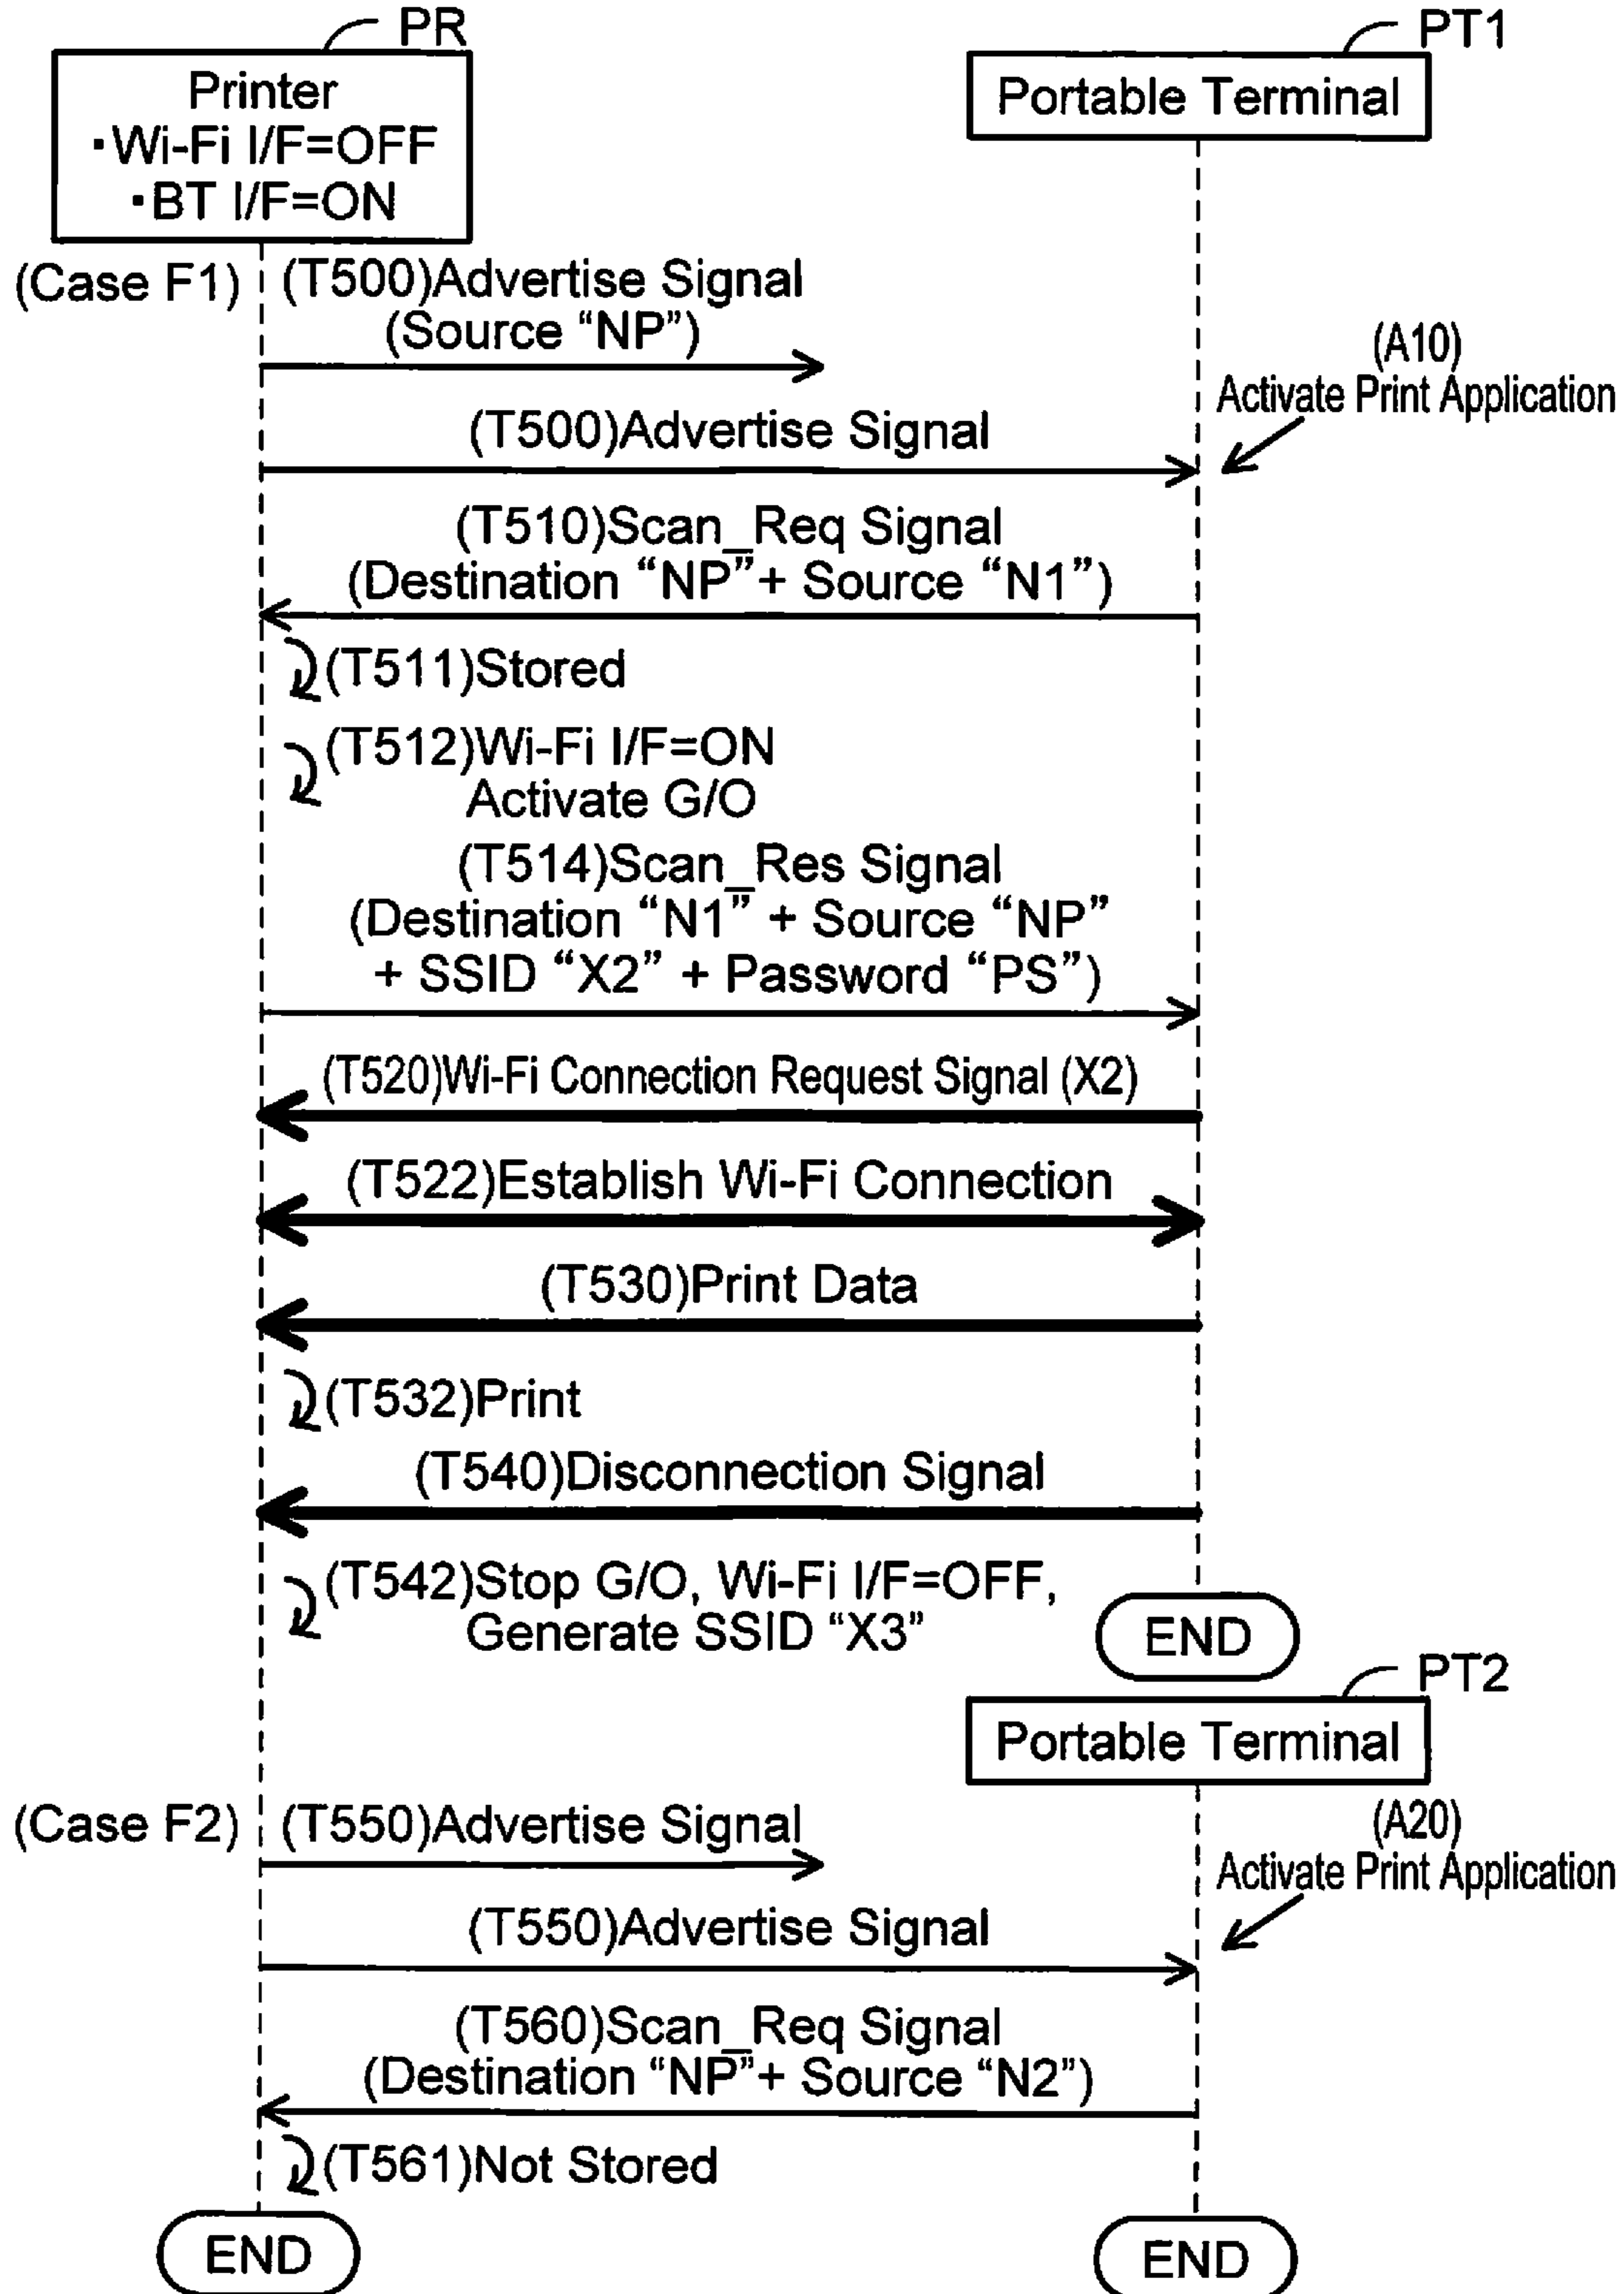 PR
PT1
Printer
・Wi-Fi I/F=OFF
・BT I/F=ON
Portable Terminal
(Case F1)
(T500)Advertise Signal
(Source “NP”)
(A10)
Activate Print Application
(T500)Advertise Signal
(T510)Scan_Req Signal
(Destination “NP”+ Source “N1”)
(T511)Stored
(T512)Wi-Fi I/F=ON
Activate G/O
(T514)Scan_Res Signal
(Destination “N1” + Source “NP”
+ SSID “X2” + Password “PS”)
(T520)Wi-Fi Connection Request Signal (X2)
(T522)Establish Wi-Fi Connection
(T530)Print Data
(T532)Print
(T540)Disconnection Signal
(T542)Stop G/O, Wi-Fi I/F=OFF,
Generate SSID “X3”
END
PT2
Portable Terminal
(Case F2)
(T550)Advertise Signal
(A20)
Activate Print Application
(T550)Advertise Signal
(T560)Scan_Req Signal
(Destination “NP”+ Source “N2”)
(T561)Not Stored
END
END